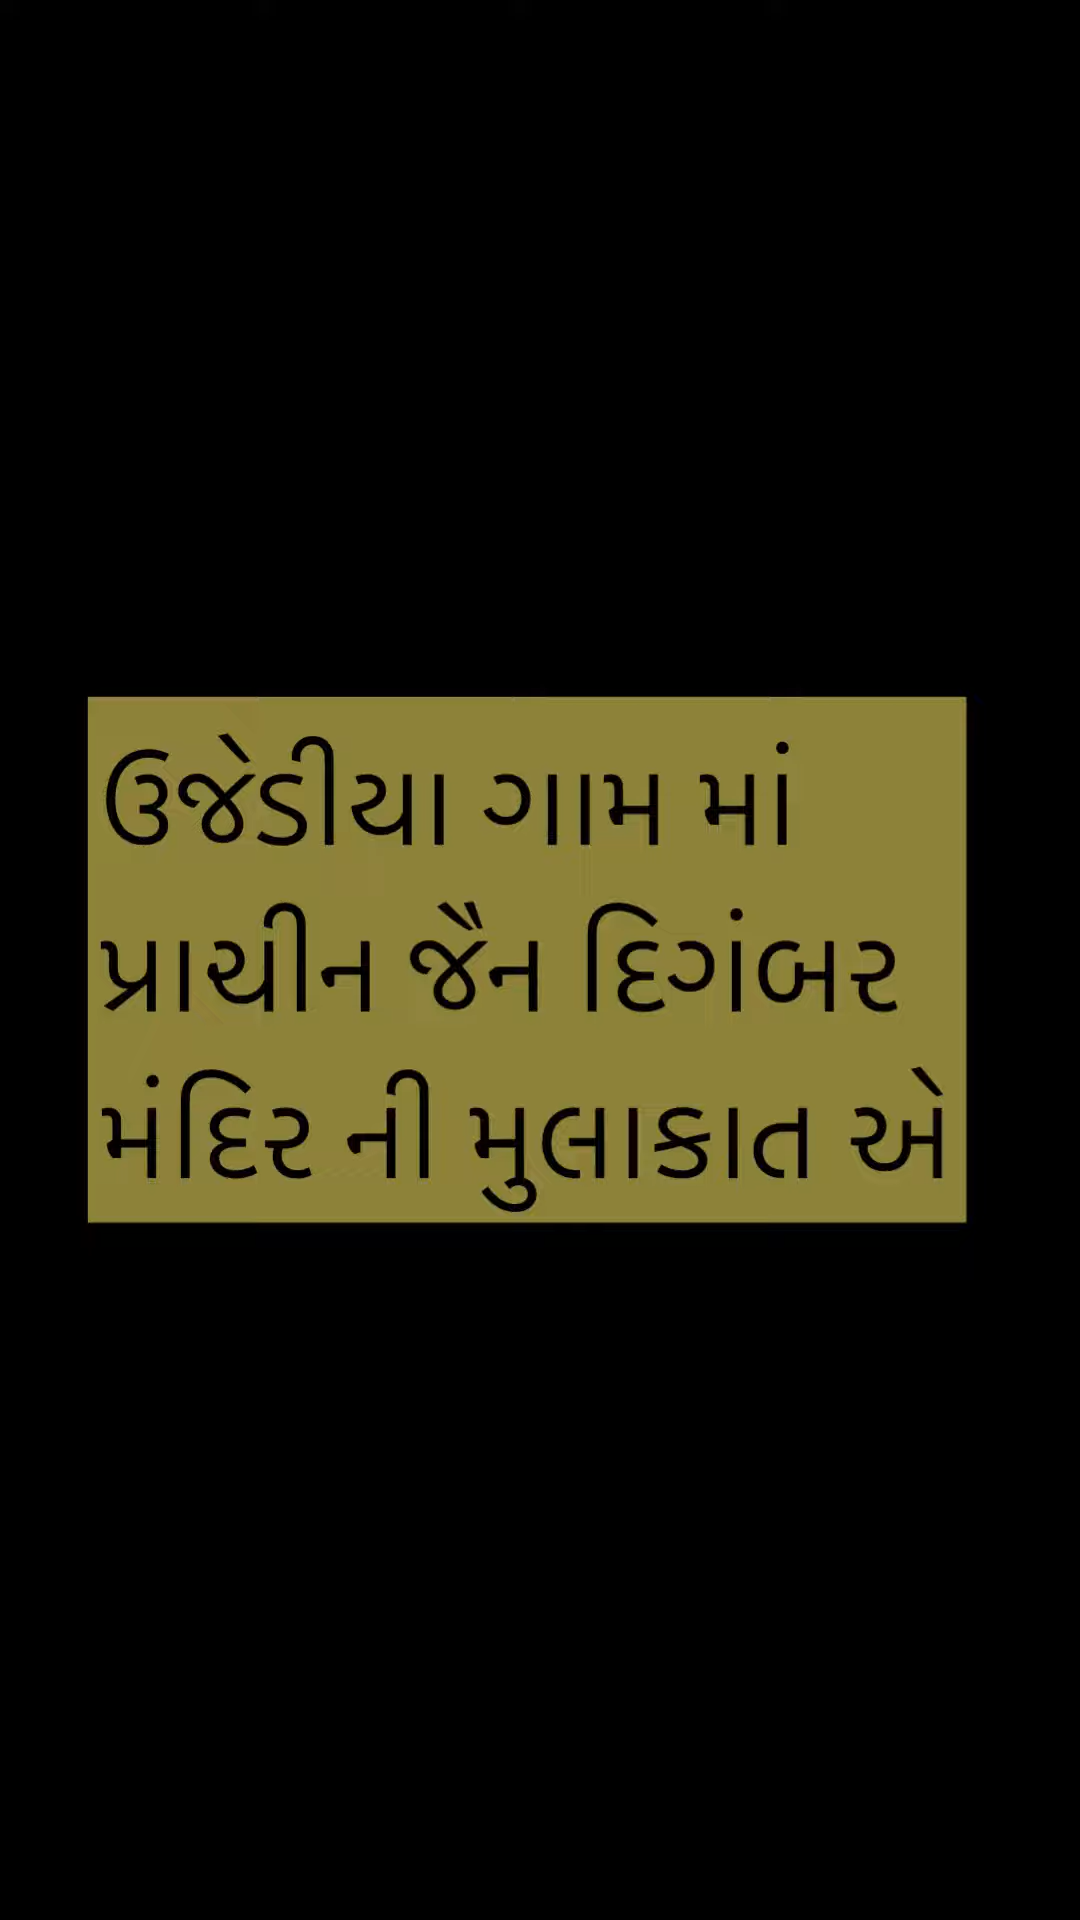 ઉજેડીયા ગામ માં
પ્રાચીન જૈન દિગંબર
મંદિર ની મુલાકાત એ